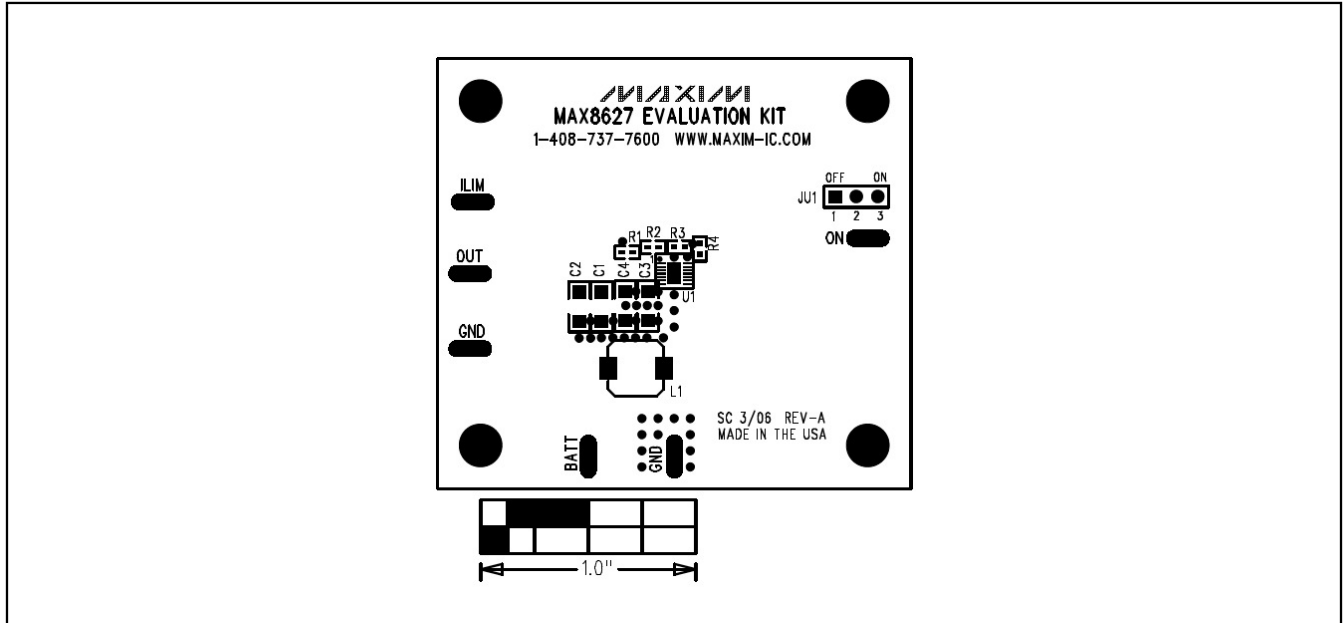 MAXIM
MAX8627 EVALUATION KIT
1-408-737-7600 WWW.MAXIM-IC.COM
ILIM
OFF ON
JU1
1 2 3
ON
OUT
R1 R2 R3 R4
C2 C1 C4 C3
1
U1
GND
L1
SC 3/06 REV-A
MADE IN THE USA
BATT
GND
1.0"